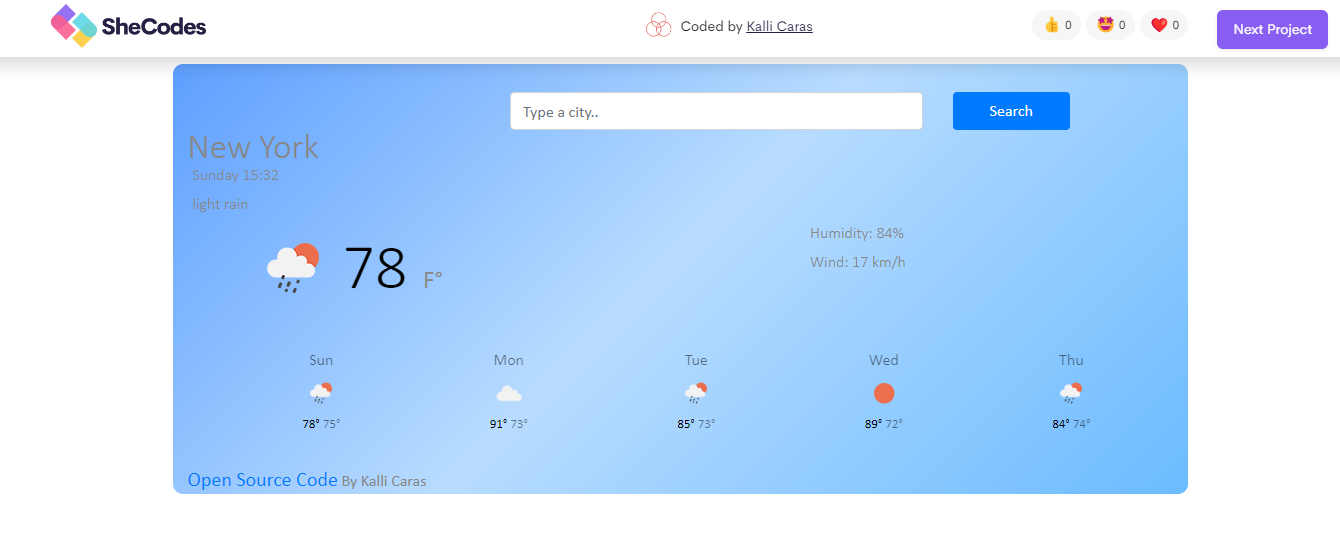 SheCodes
Coded by Kalli Caras
👍 0 🤩 0 ❤️ 0
Next Project
Type a city..
Search
New York
Sunday 15:32
light rain
78 F°
Humidity: 84%
Wind: 17 km/h
Sun Mon Tue Wed Thu
78° 75° 91° 73° 85° 73° 89° 72° 84° 74°
Open Source Code By Kalli Caras